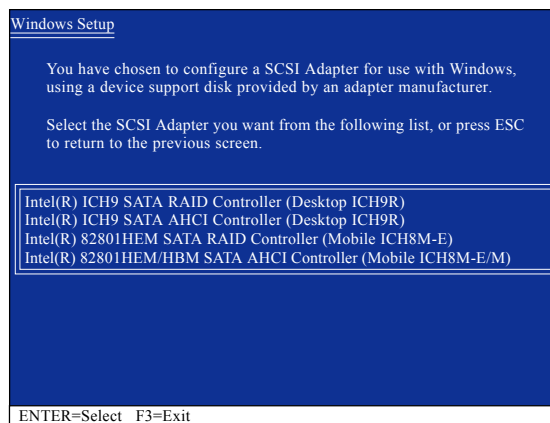 Windows Setup
You have chosen to configure a SCSI Adapter for use with Windows,
using a device support disk provided by an adapter manufacturer.
Select the SCSI Adapter you want from the following list, or press ESC
to return to the previous screen.
Intel(R) ICH9 SATA RAID Controller (Desktop ICH9R)
Intel(R) ICH9 SATA AHCI Controller (Desktop ICH9R)
Intel(R) 82801HEM SATA RAID Controller (Mobile ICH8M-E)
Intel(R) 82801HEM/HBM SATA AHCI Controller (Mobile ICH8M-E/M)
ENTER=Select F3=Exit